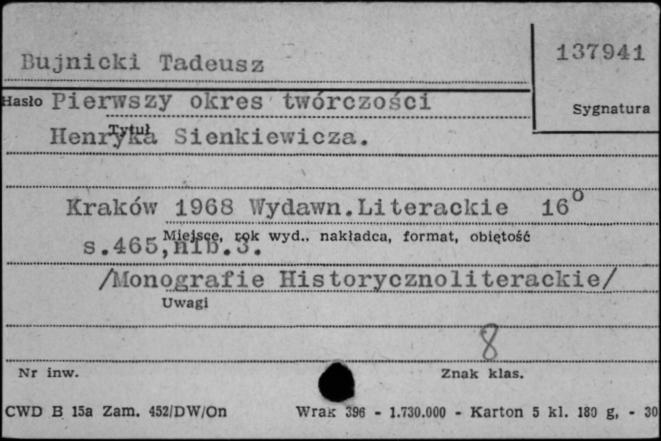 Bujnicki Tadeusz
137941
Hasło Pierwszy okres twórczości
Sygnatura
Tytuł
Henryka Sienkiewicza.
Kraków 1968 Wydawn.Literackie 16°
Miejsce, rok wyd., nakładca, format, obiętość
s.465,nlb.3.
/Monografie Historycznoliterackie/
Uwagi
8
Nr inw.
Znak klas.
CWD B 15a Zam. 452/DW/On Wrak 396 - 1.730.000 - Karton 5 kl. 180 g, - 30